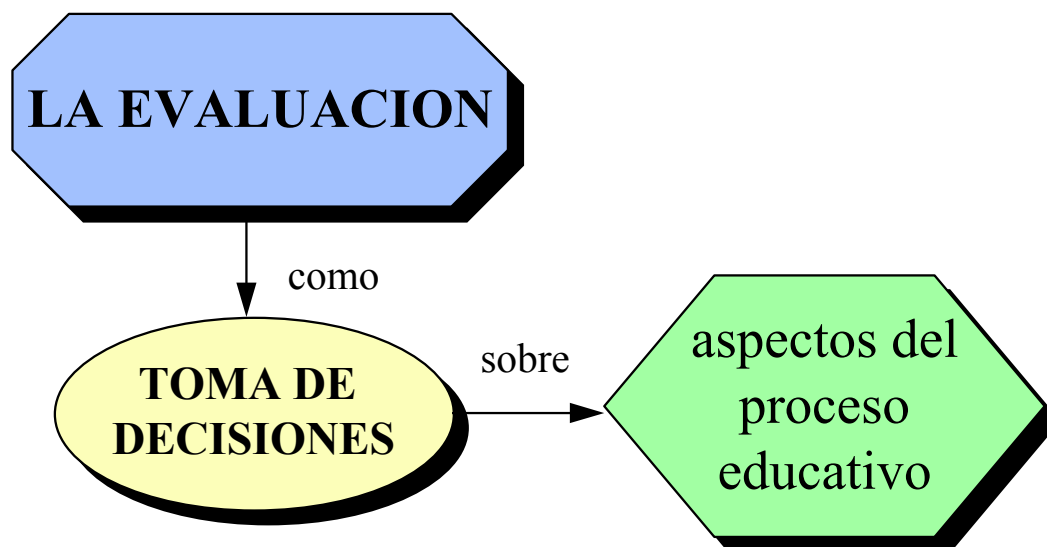 LA EVALUACION
como
TOMA DE
DECISIONES
sobre
aspectos del
proceso
educativo